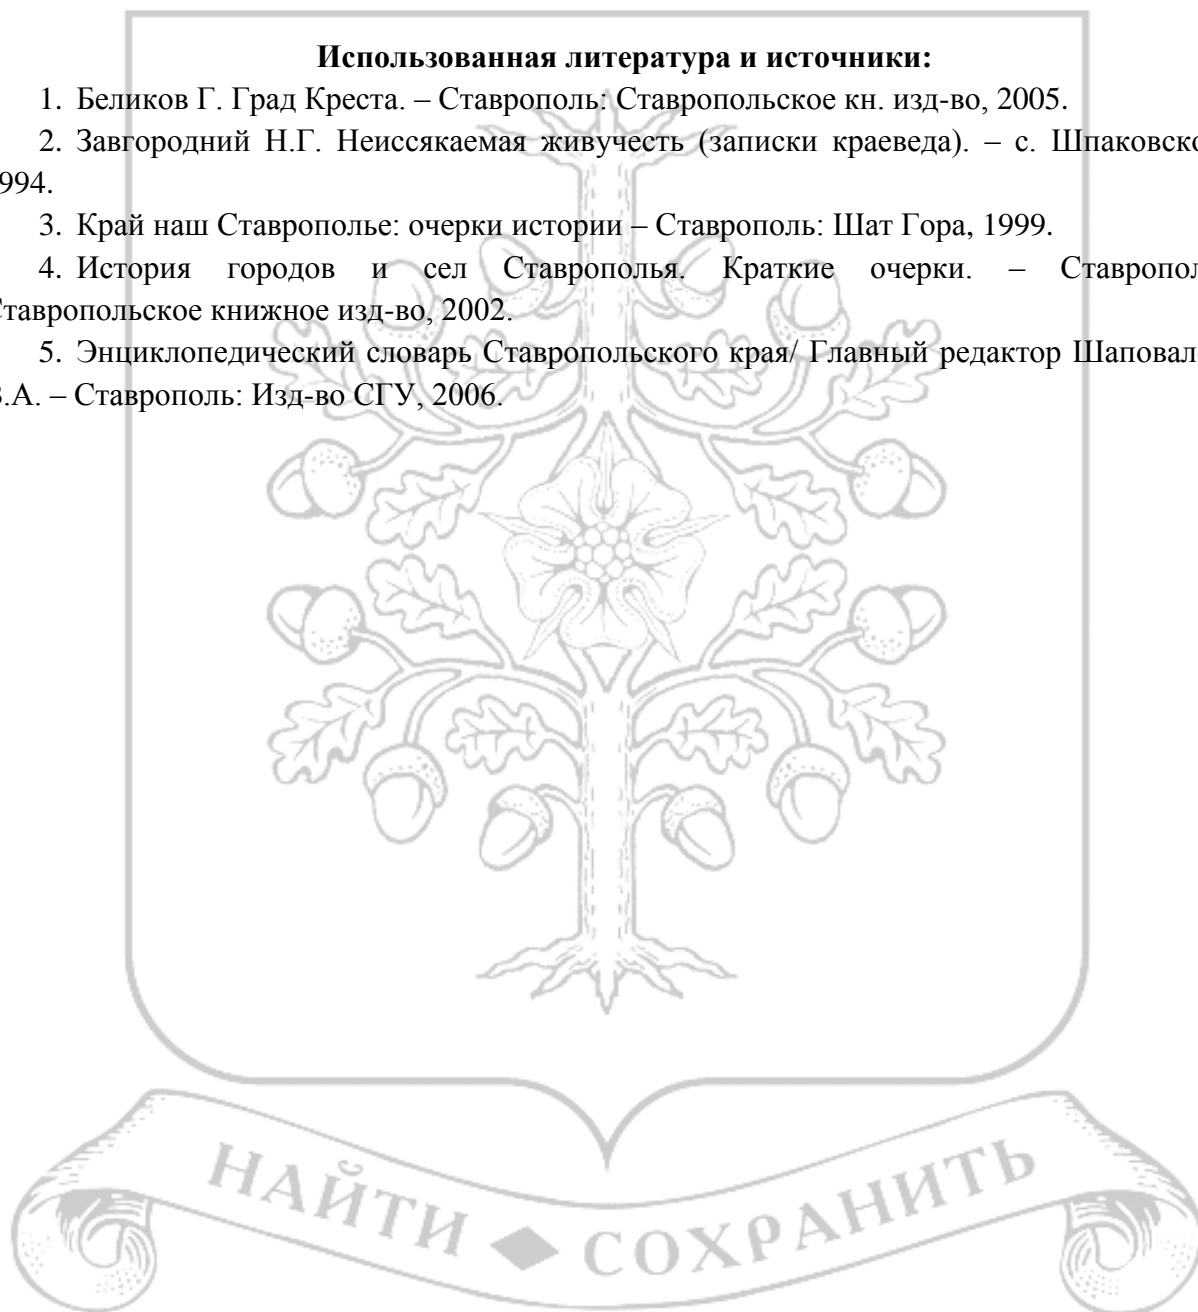 Использованная литература и источники:
1. Беликов Г. Град Креста. – Ставрополь: Ставропольское кн. изд-во, 2005.
2. Завгородний Н.Г. Неиссякаемая живучесть (записки краеведа). – с. Шпаковско
994.
3. Край наш Ставрополье: очерки истории – Ставрополь: Шат Гора, 1999.
4. История городов и сел Ставрополья. Краткие очерки. – Ставропол
Ставропольское книжное изд-во, 2002.
5. Энциклопедический словарь Ставропольского края/ Главный редактор Шаповал
В.А. – Ставрополь: Изд-во СГУ, 2006.
НАЙТИ ◆ СОХРАНИТЬ